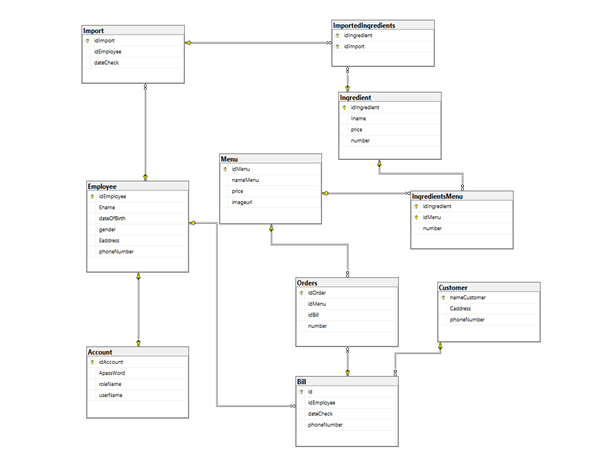 Import
idImport
idEmployee
dateCheck
ImportedIngredients
idIngredient
idImport
Ingredient
idIngredient
Iname
price
number
Menu
idMenu
nameMenu
price
imageurl
Employee
idEmployee
Ename
dateOfBirth
gender
Eaddress
phoneNumber
IngredientsMenu
idIngredient
idMenu
number
Orders
idOrder
idMenu
idBill
number
Customer
nameCustomer
Caddress
phoneNumber
Account
idAccount
ApassWord
roleName
userName
Bill
id
idEmployee
dateCheck
phoneNumber